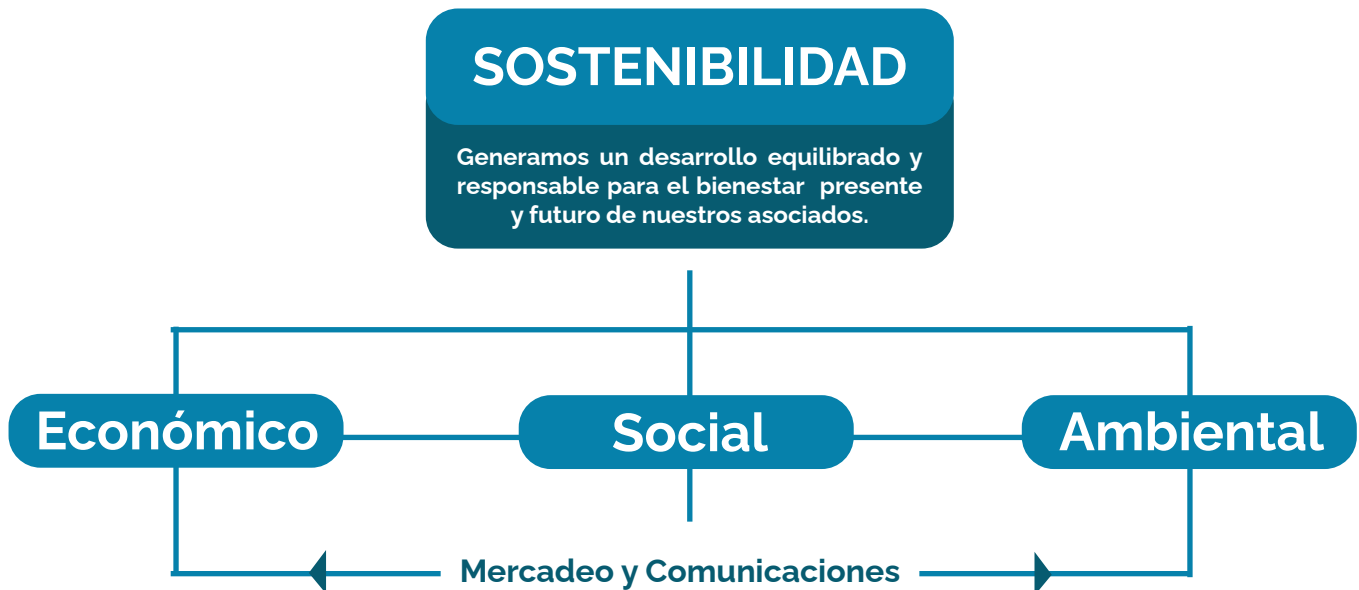 SOSTENIBILIDAD
Generamos un desarrollo equilibrado y
responsable para el bienestar presente
y futuro de nuestros asociados.
Económico
Social
Ambiental
Mercadeo y Comunicaciones